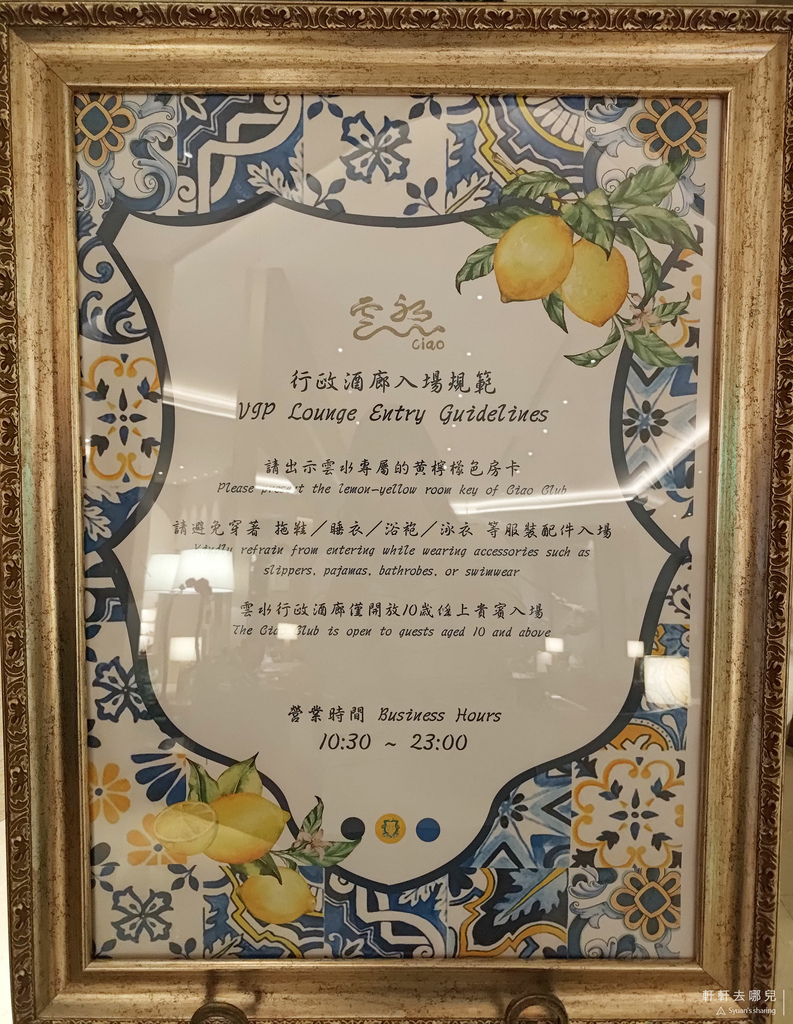 雲水
ciao
行政酒廊入場規範
VIP Lounge Entry Guidelines
請出示雲水專屬的黃檸檬色房卡
Please present the lemon-yellow room key of Ciao Club
請避免穿著 拖鞋／睡衣／浴袍／泳衣 等服裝配件入場
Kindly refrain from entering while wearing accessories such as
slippers, pajamas, bathrobes, or swimwear
雲水行政酒廊僅開放10歲以上貴賓入場
The Ciao Club is open to guests aged 10 and above
營業時間 Business Hours
10:30 ~ 23:00
軒軒去哪兒
Syuan's sharing